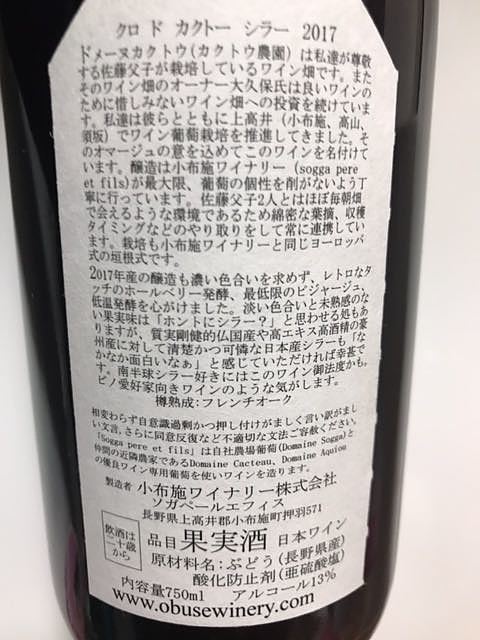 クロ ド カクトー シラー 2017
ドメーヌカクトウ(カクトウ農園)は私達が尊敬
する佐藤父子が栽培しているワイン畑です。また
そのワイン畑のオーナー大久保氏は良いワインの
ために惜しみないワイン畑への投資を続けていま
す。私達は彼らとともに上高井（小布施、高山、
須坂）でワイン葡萄栽培を推進してきました。そ
のオマージュの意を込めてこのワインを名付けてい
ます。醸造は小布施ワイナリー（sogga pere
et fils)が最大限、葡萄の個性を削がないよう丁
寧に行っています。佐藤父子2人とはほぼ毎朝畑
で会えるような環境であるため綿密な葉摘、収穫
タイミングなどのやり取りをして常に連携してい
ます。栽培も小布施ワイナリーと同じヨーロッパ
式の垣根式です。
2017年産の醸造も濃い色合いを求めず、レトロなタ
ッチのホールベリー発酵、最低限のピジャージュ、
低温発酵を心がけました。淡い色合いと未熟感のな
い果実味は「ホントにシラー？」と思わせる処もあ
りますが、質実剛健的仏国産や高エキス高酒精の豪
州産に対して清楚かつ可憐な日本産シラーも「な
かなか面白いなぁ」と感じていただければ幸甚で
す。南半球シラー好きにはこのワイン御法度かも。
ピノ愛好家向きワインのような気がします。
樽熟成：フレンチオーク
相変わらず自意識過剰かつ押し付けがましく言い訳がまし
い文言、さらに同意反復など不適切な文法ご容赦ください。
「Sogga pere et fils」は自社農場葡萄(Domaine Sogga)と
仲間の近隣農家であるDomaine Cacteau、Domaine Aquiou
の優良ワイン専用葡萄を使いワインを造ります。
製造者 小布施ワイナリー株式会社
ソガペールエフィス
長野県上高井郡小布施町押羽571
飲酒は
二十歳
から
品目 果実酒 日本ワイン
原材料名：ぶどう（長野県産）
酸化防止剤（亜硫酸塩）
内容量750ml アルコール13%
www.obusewinery.com